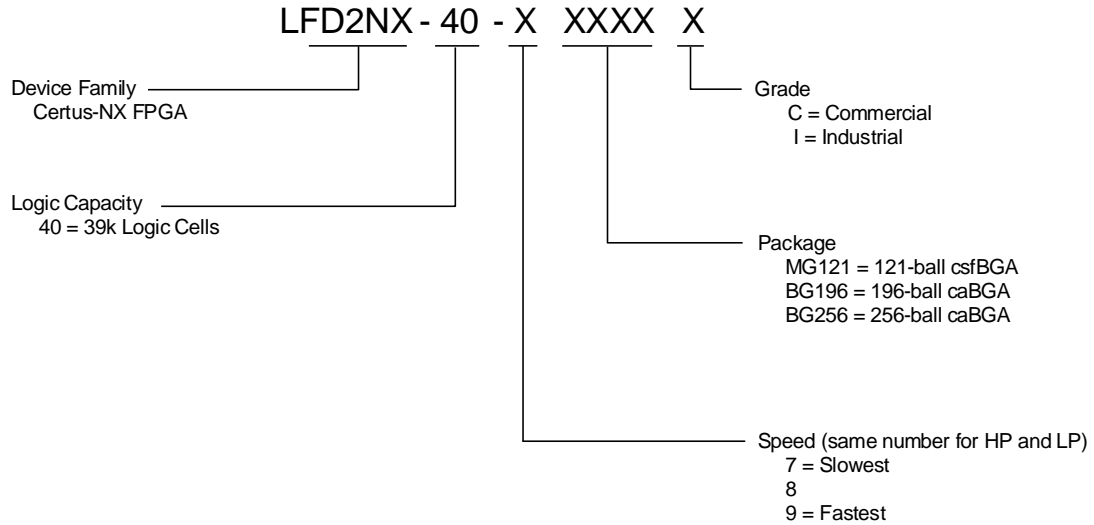 LFD2NX - 40 - X XXXX X
Device Family
Certus-NX FPGA
Logic Capacity
40 = 39k Logic Cells
Grade
C = Commercial
I = Industrial
Package
MG121 = 121-ball csfBGA
BG196 = 196-ball caBGA
BG256 = 256-ball caBGA
Speed (same number for HP and LP)
7 = Slowest
8
9 = Fastest